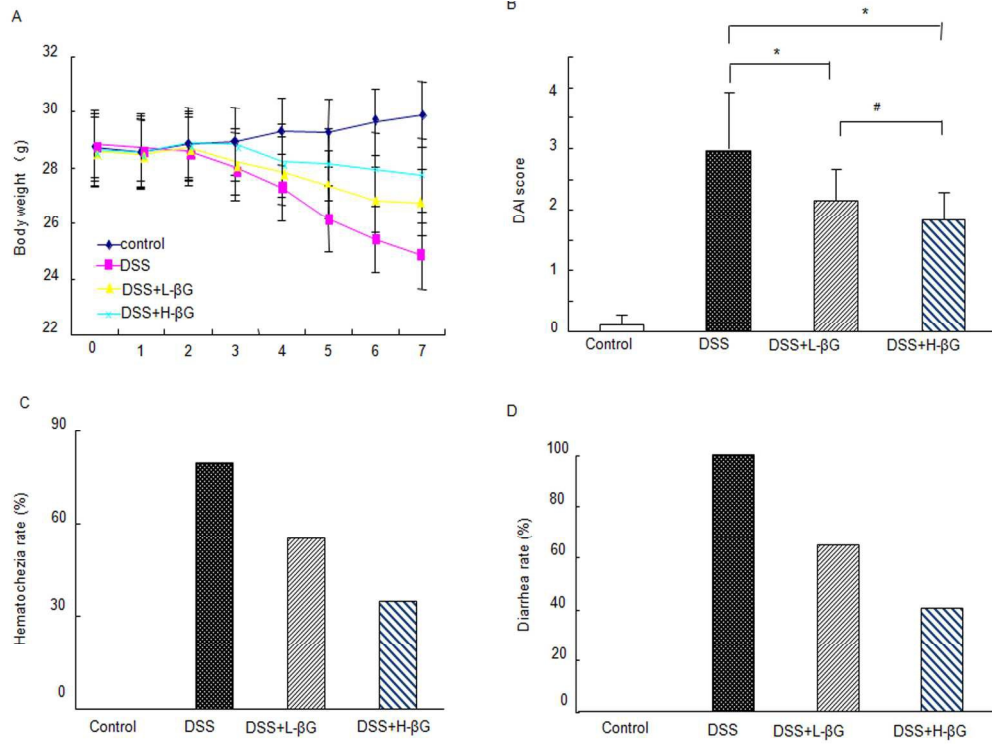 A
32
30
28
26
24
22
Body weight （g）
control
DSS
DSS+L-βG
DSS+H-βG
0 1 2 3 4 5 6 7
B
*
*
#
4
3
2
1
0
DAI score
Control DSS DSS+L-βG DSS+H-βG
C
90
60
30
0
Hematochezia rate (%)
Control DSS DSS+L-βG DSS+H-βG
D
100
80
60
40
20
0
Diarrhea rate (%)
Control DSS DSS+L-βG DSS+H-βG